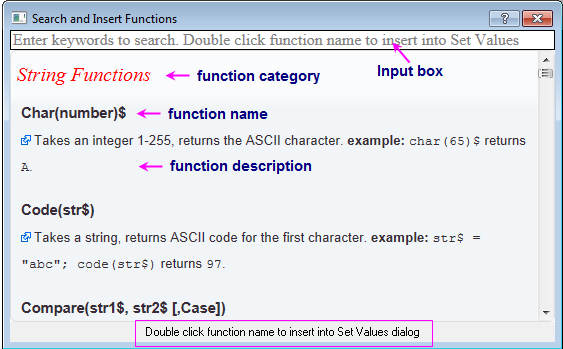 Search and Insert Functions
Enter keywords to search. Double click function name to insert into Set Values
String Functions
function category
Input box
Char(number)$
function name
Takes an integer 1-255, returns the ASCII character. example: char(65)$ returns
A.
function description
Code(str$)
Takes a string, returns ASCII code for the first character. example: str$ =
"abc"; code(str$) returns 97.
Compare(str1$, str2$ [,Case])
Double click function name to insert into Set Values dialog